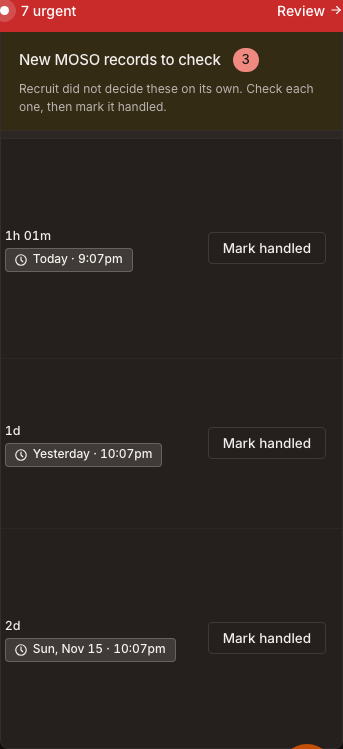 7 urgent
Review →
New MOSO records to check 3
Recruit did not decide these on its own. Check each
one, then mark it handled.
1h 01m
Today · 9:07pm
Mark handled
1d
Yesterday · 10:07pm
Mark handled
2d
Sun, Nov 15 · 10:07pm
Mark handled